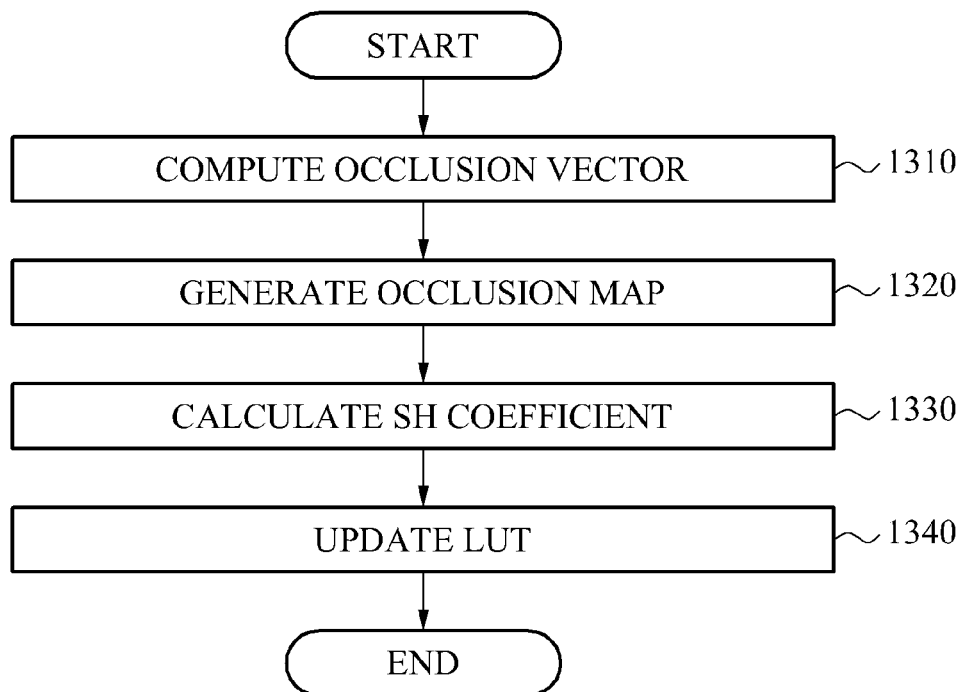 START
COMPUTE OCCLUSION VECTOR
1310
GENERATE OCCLUSION MAP
1320
CALCULATE SH COEFFICIENT
1330
UPDATE LUT
1340
END